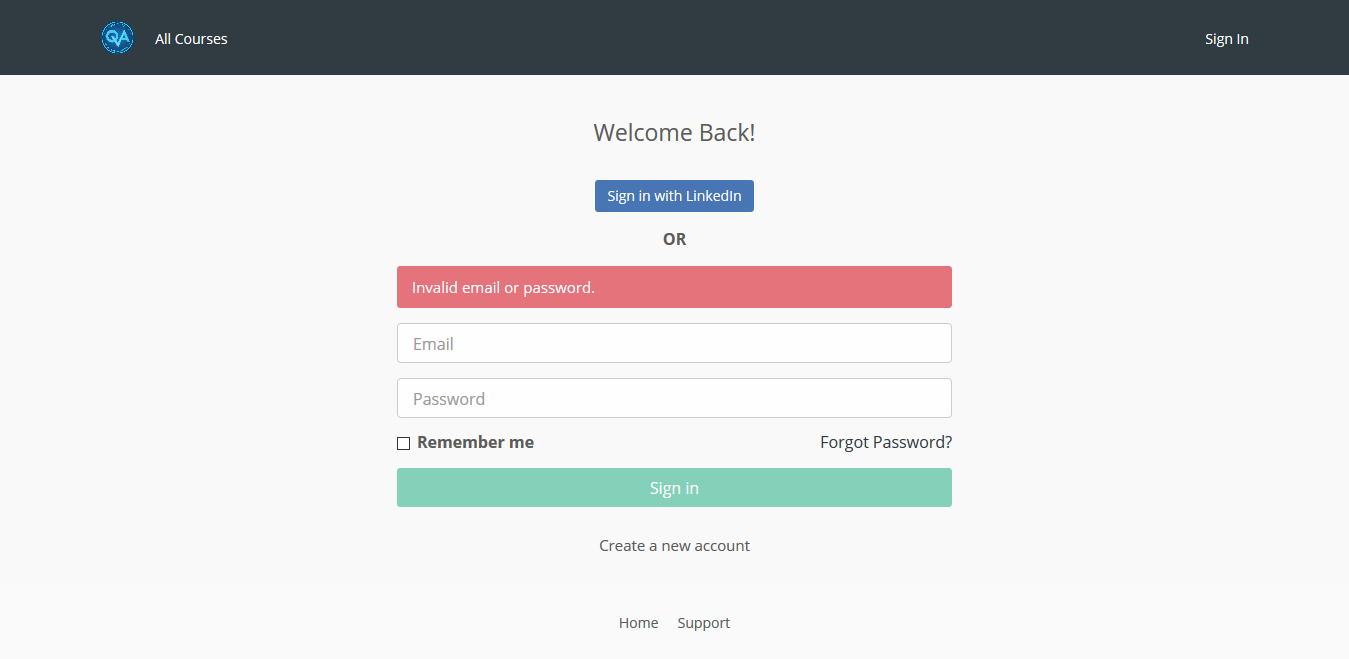 QVA
All Courses
Sign In
Welcome Back!
Sign in with LinkedIn
OR
Invalid email or password.
Email
Password
Remember me
Forgot Password?
Sign in
Create a new account
Home
Support